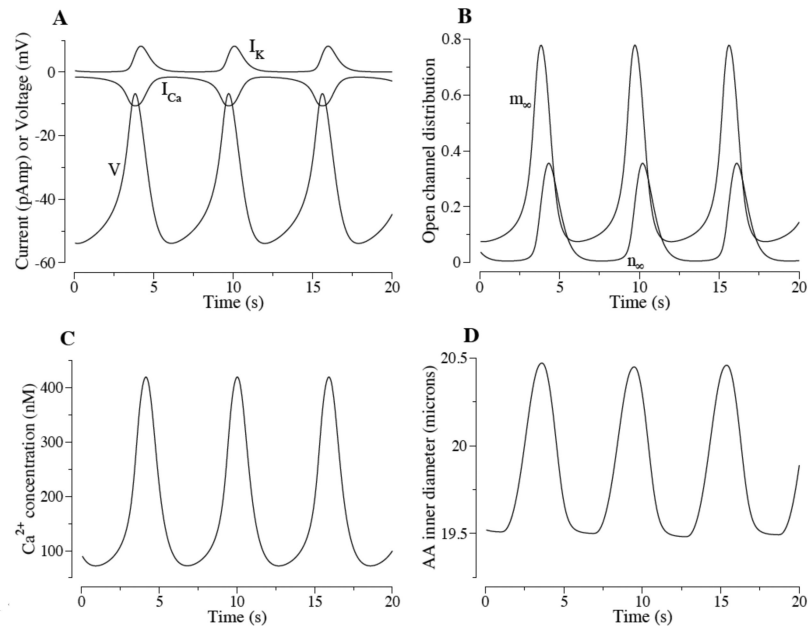 A
I_K
I_Ca
V
0
-20
-40
-60
Current (pAmp) or Voltage (mV)
0 5 10 15 20
Time (s)
B
m_∞
n_∞
0.8
0.6
0.4
0.2
0
Open channel distribution
0 5 10 15 20
Time (s)
C
400
300
200
100
Ca²⁺ concentration (nM)
0 5 10 15 20
Time (s)
D
20.5
20
19.5
AA inner diameter (microns)
0 5 10 15 20
Time (s)